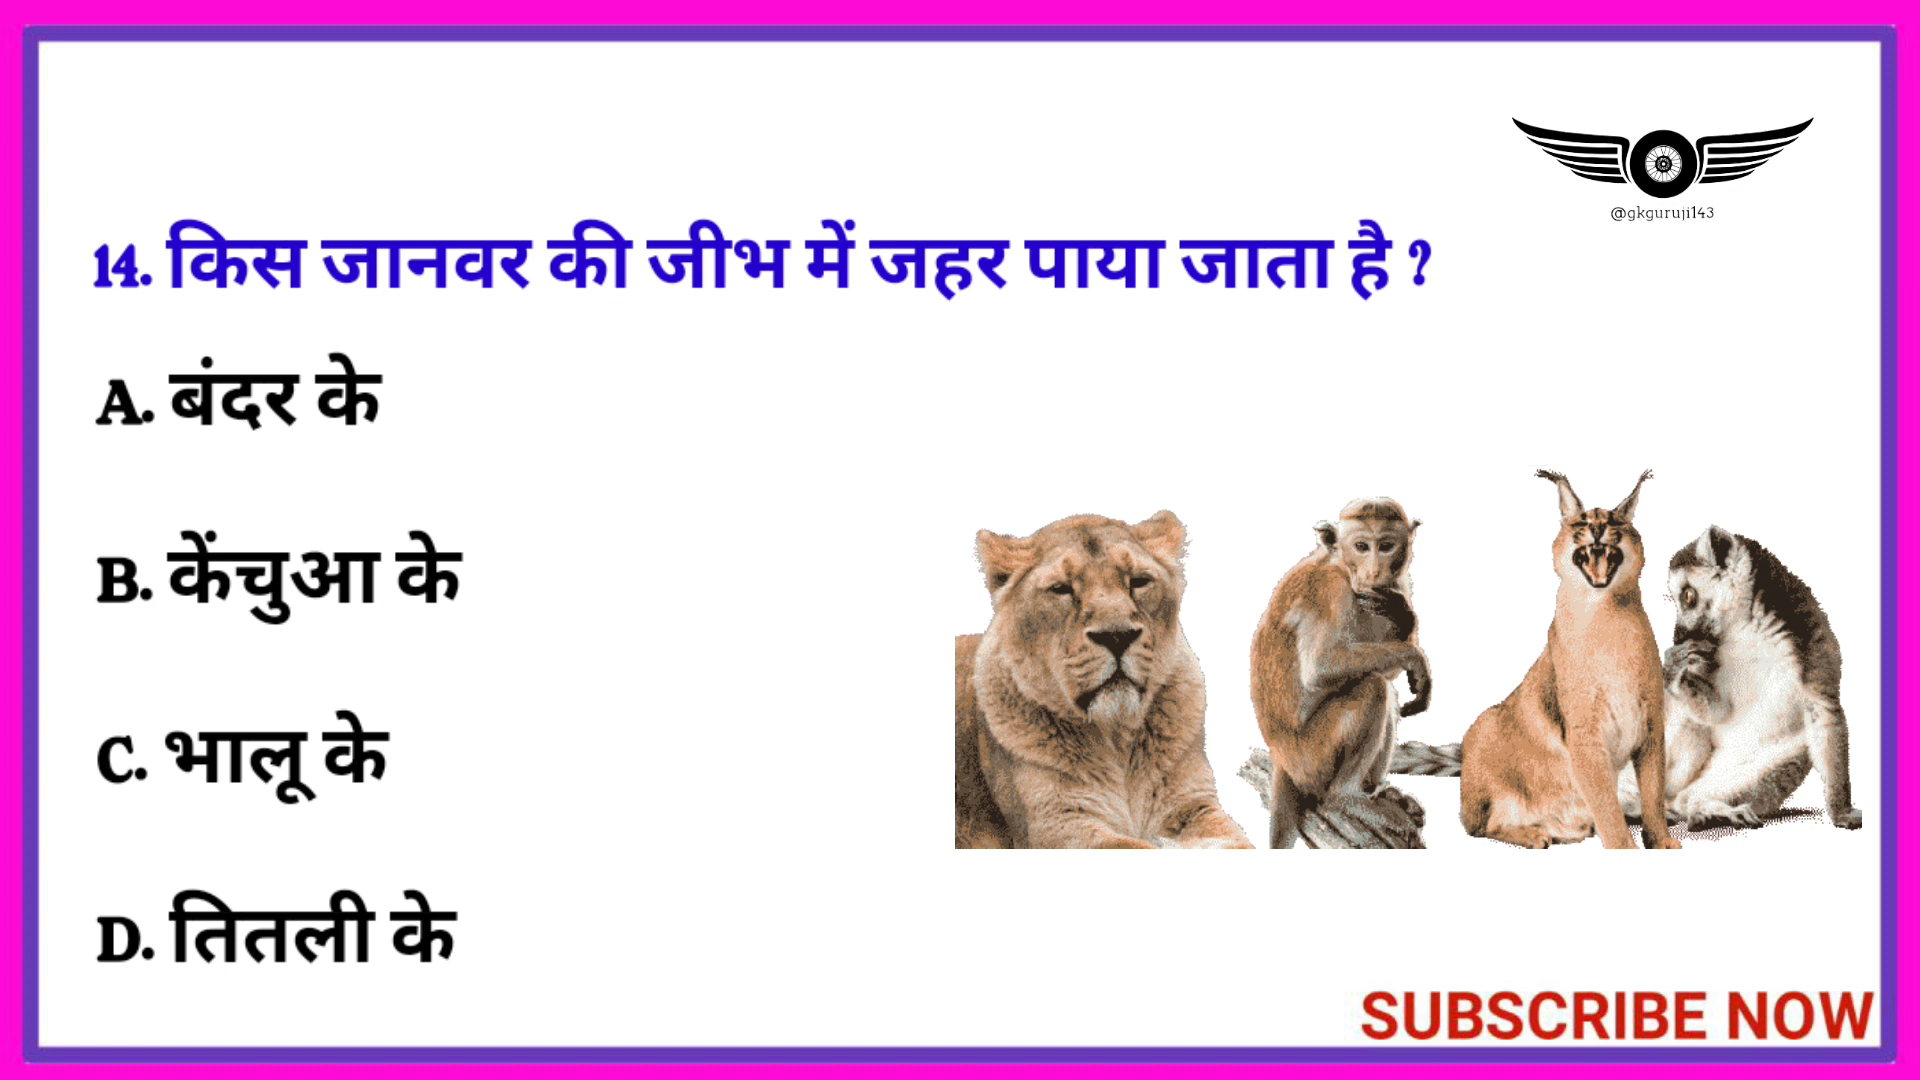 @gkguruji143
14. किस जानवर की जीभ में जहर पाया जाता है ?
A. बंदर के
B. केंचुआ के
C. भालू के
D. तितली के
SUBSCRIBE NOW